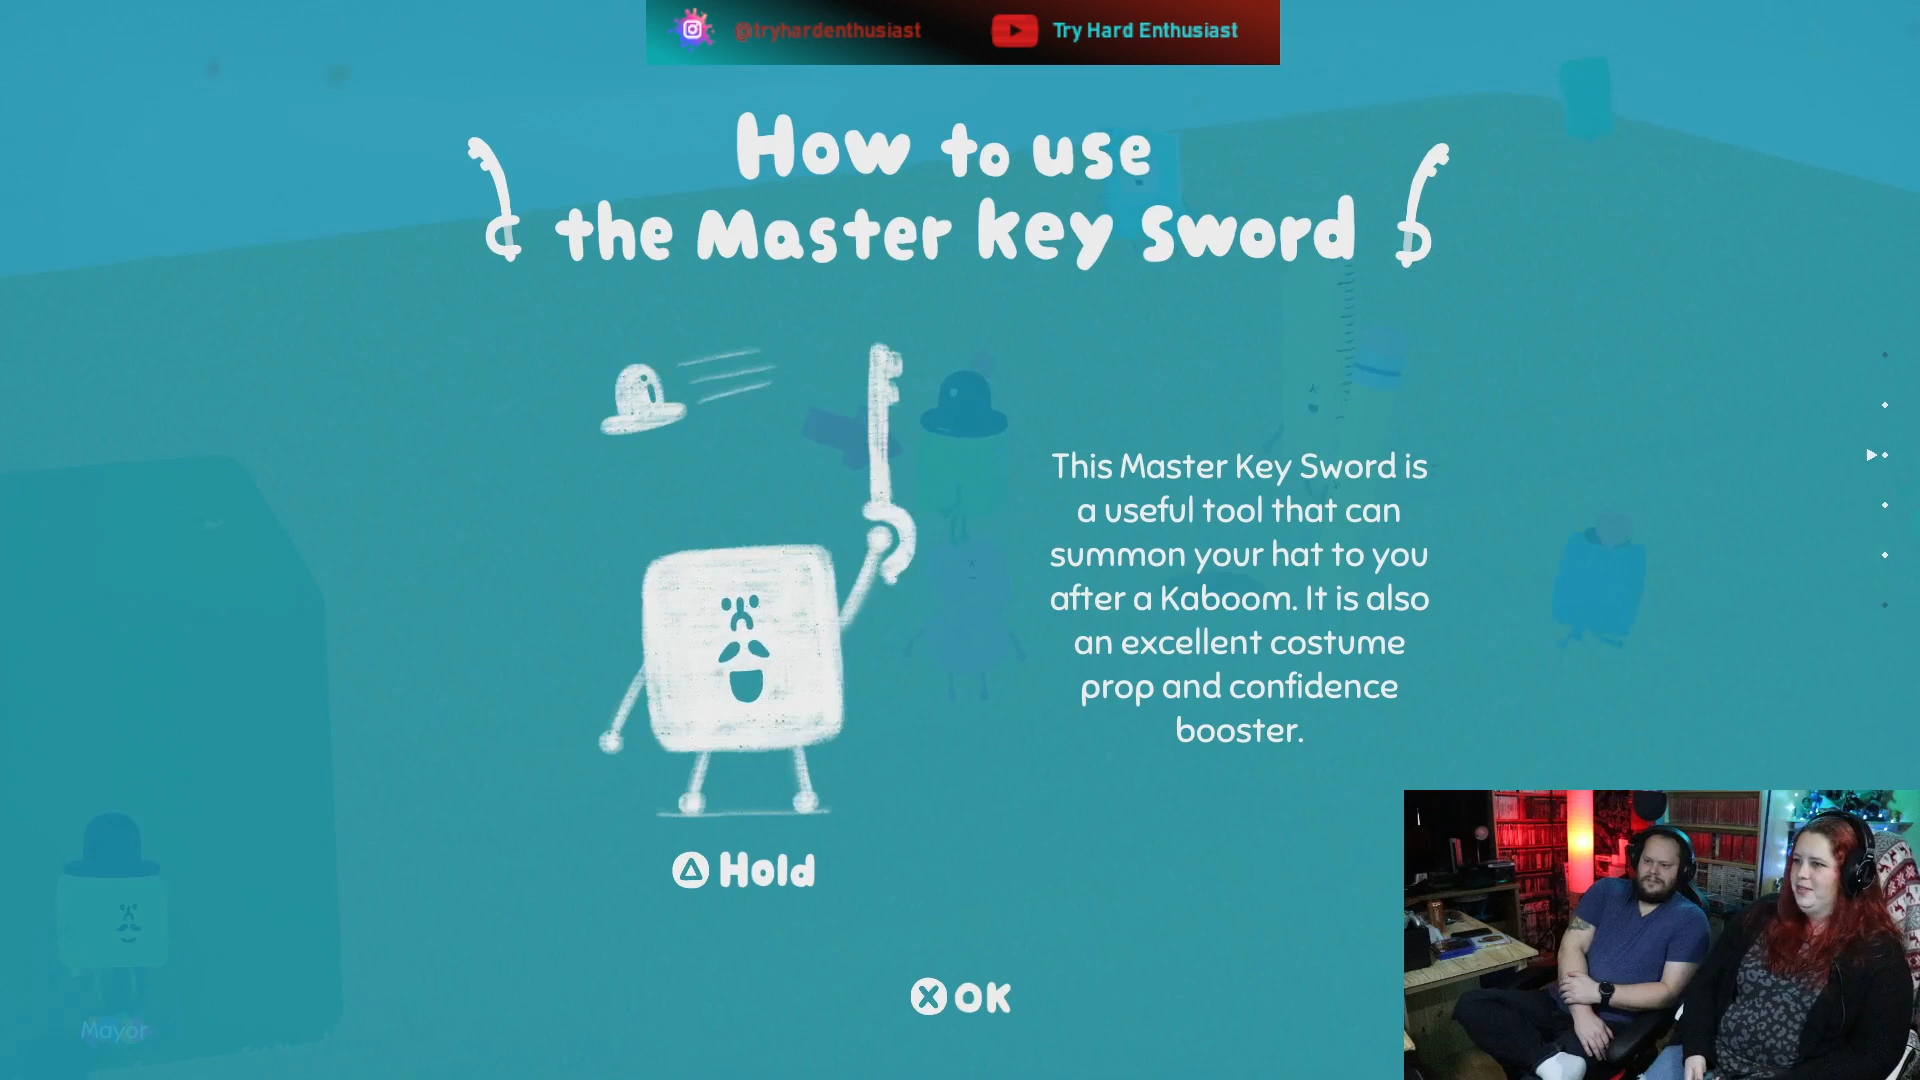 @tryhardenthusiast
Try Hard Enthusiast
How to use
the Master Key Sword
This Master Key Sword is
a useful tool that can
summon your hat to you
after a Kaboom. It is also
an excellent costume
prop and confidence
booster.
Hold
OK
Mayor